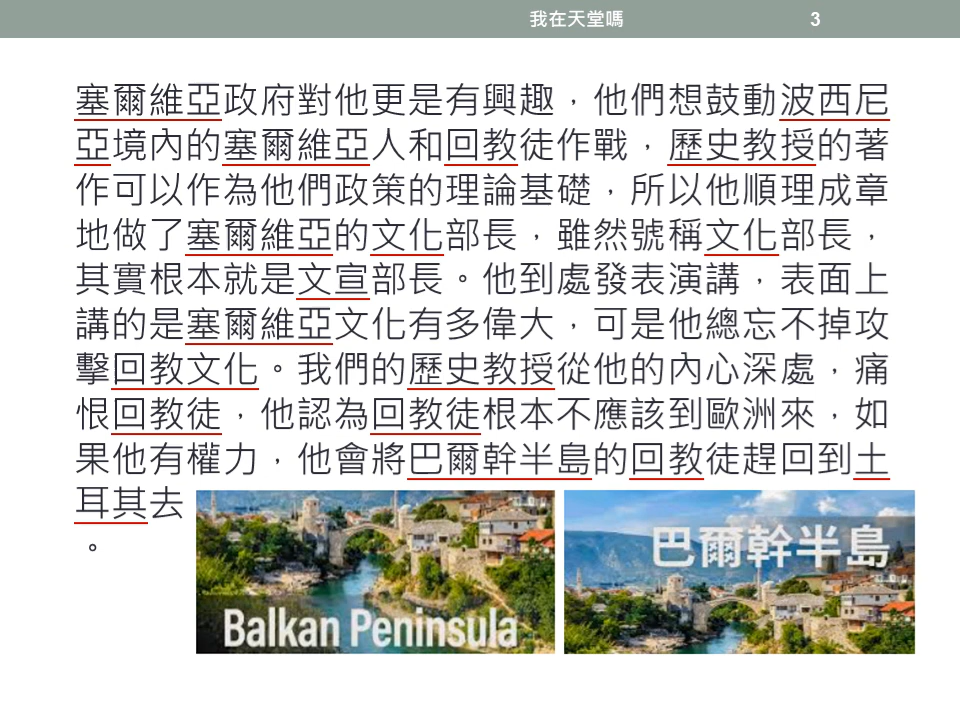 我在天堂嗎 3
塞爾維亞政府對他更是有興趣，他們想鼓動波西尼
亞境內的塞爾維亞人和回教徒作戰，歷史教授的著
作可以作為他們政策的理論基礎，所以他順理成章
地做了塞爾維亞的文化部長，雖然號稱文化部長，
其實根本就是文宣部長。他到處發表演講，表面上
講的是塞爾維亞文化有多偉大，可是他總忘不掉攻
擊回教文化。我們的歷史教授從他的內心深處，痛
恨回教徒，他認為回教徒根本不應該到歐洲來，如
果他有權力，他會將巴爾幹半島的回教徒趕回到土
耳其去
。
Balkan Peninsula
巴爾幹半島